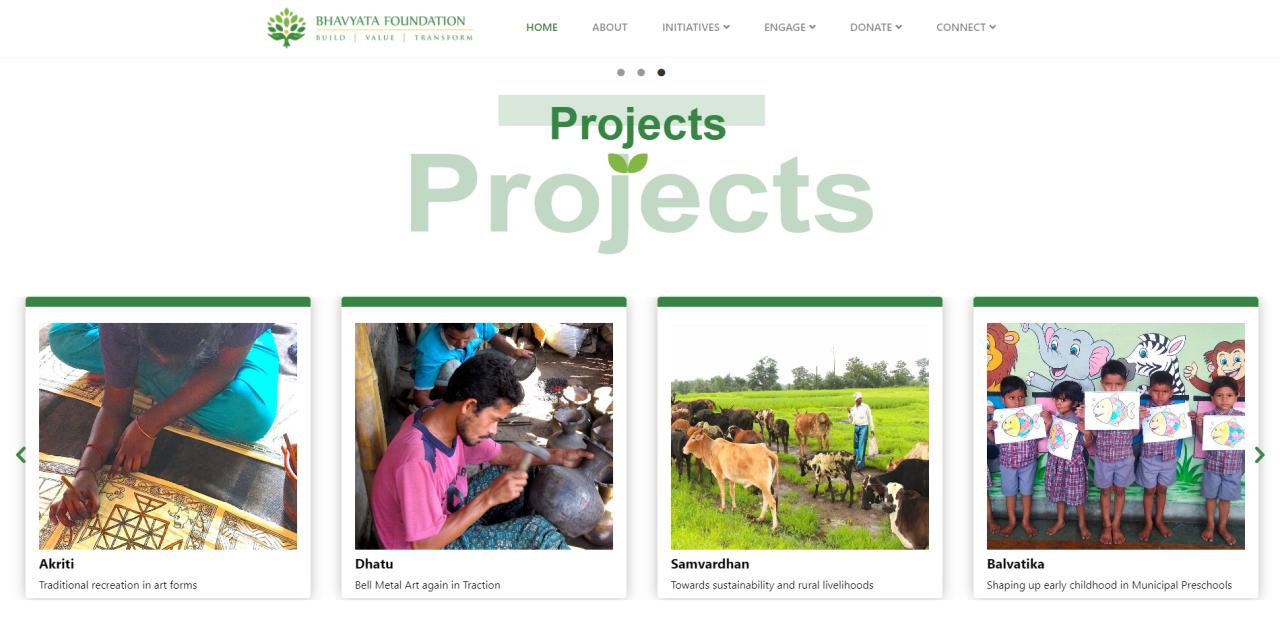 BHAVYATA FOUNDATION
BUILD | VALUE | TRANSFORM
HOME
ABOUT
INITIATIVES
ENGAGE
DONATE
CONNECT
Projects
Projects
Akriti
Traditional recreation in art forms
Dhatu
Bell Metal Art again in Traction
Samvardhan
Towards sustainability and rural livelihoods
Balvatika
Shaping up early childhood in Municipal Preschools